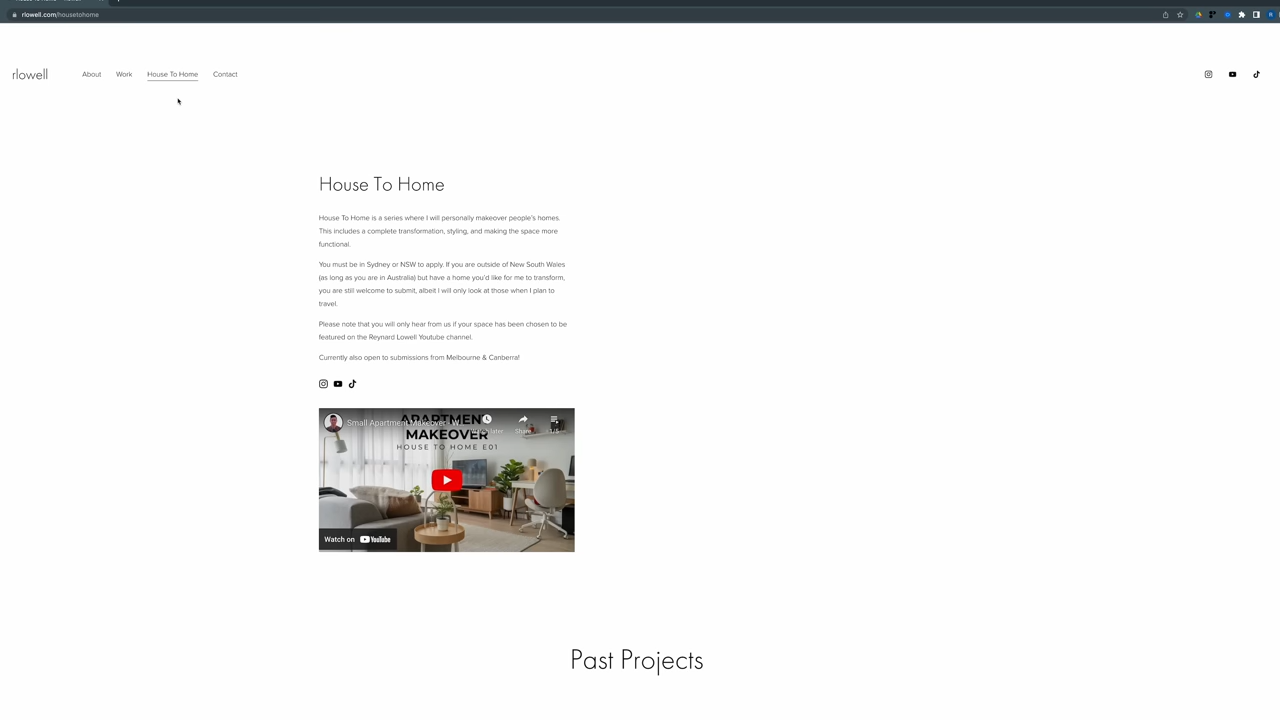 rlowell.com/housetohome
rlowell
About
Work
House To Home
Contact
House To Home
House To Home is a series where I will personally makeover people's homes.
This includes a complete transformation, styling, and making the space more
functional.
You must be in Sydney or NSW to apply. If you are outside of New South Wales
(as long as you are in Australia) but have a home you'd like for me to transform,
you are still welcome to submit, albeit I will only look at those when I plan to
travel.
Please note that you will only hear from us if your space has been chosen to be
featured on the Reynard Lowell Youtube channel.
Currently also open to submissions from Melbourne & Canberra!
Small Apartment Makeover - W
APARTMENT
MAKEOVER
HOUSE TO HOME E01
Watch later
Share
1/5
Watch on YouTube
Past Projects